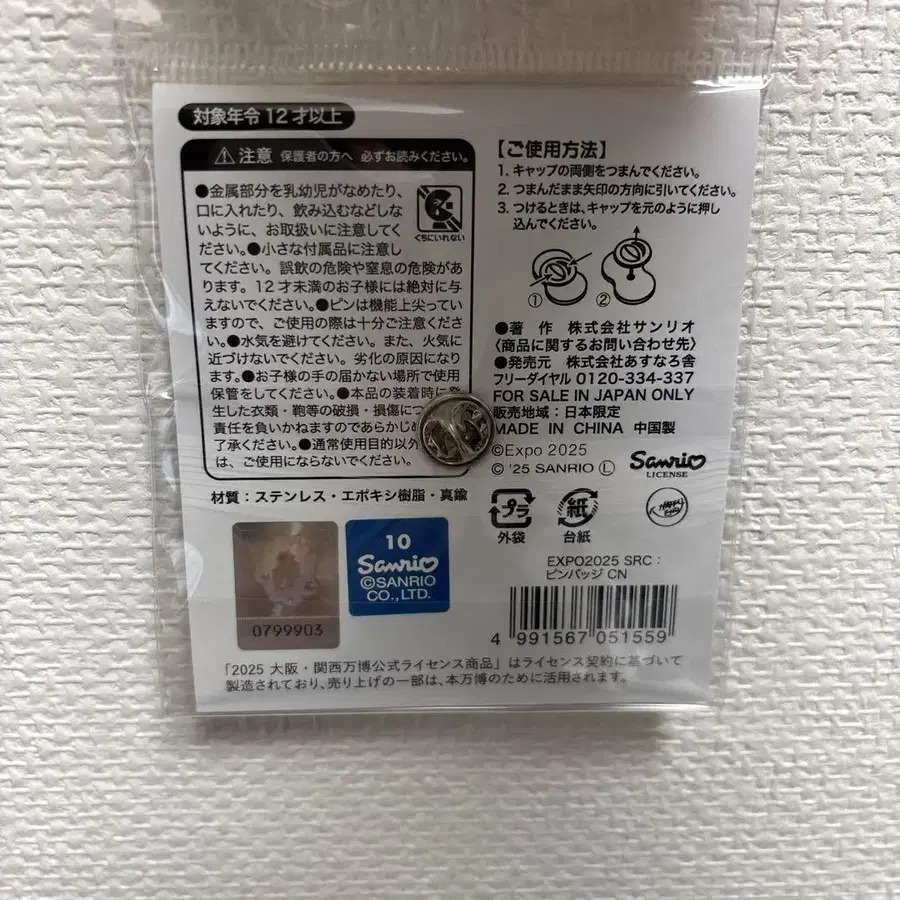 対象年令 12 才以上
⚠ 注意 保護者の方へ 必ずお読みください。
●金属部分を乳幼児がなめたり、
口に入れたり、飲み込むなどしな
いように、お取扱いに注意してく
ださい。●小さな付属品に注意し
てください。誤飲の危険や窒息の危険があ
ります。12 才未満のお子様には絶対に与
えないでください。●ピンは機能上尖ってい
ますので、ご使用の際は十分ご注意くださ
い。●水気を避けてください。また、火気に
近づけないでください。劣化の原因になりま
す。●お子様の手の届かない場所で使用
保管をしてください。●本品の装着時に発
生した衣類・鞄等の破損・損傷につ
責任を負いかねますのであらかじめ
了承ください。●通常使用目的以外
は、ご使用にならないでください。
くちにいれない
材質:ステンレス・エポキシ樹脂・真鍮
【ご使用方法】
1. キャップの両側をつまんでください。
2. つまんだまま矢印の方向に引いてください。
3. つけるときは、キャップを元のように押し
込んでください。
① ②
●著 作 株式会社サンリオ
〈商品に関するお問い合わせ先〉
●発売元 株式会社あすなろ舎
フリーダイヤル 0120-334-337
FOR SALE IN JAPAN ONLY
販売地域:日本限定
MADE IN CHINA 中国製
©Expo 2025
© '25 SANRIO Ⓛ
Sanrio
LICENSE
プラ
外袋
紙
台紙
0799903
10
Sanrio
©SANRIO
CO.,LTD.
EXPO2025 SRC:
ピンバッジ CN
4 991567 051559
「2025 大阪・関西万博公式ライセンス商品」はライセンス契約に基づいて
製造されており、売り上げの一部は、本万博のために活用されます。